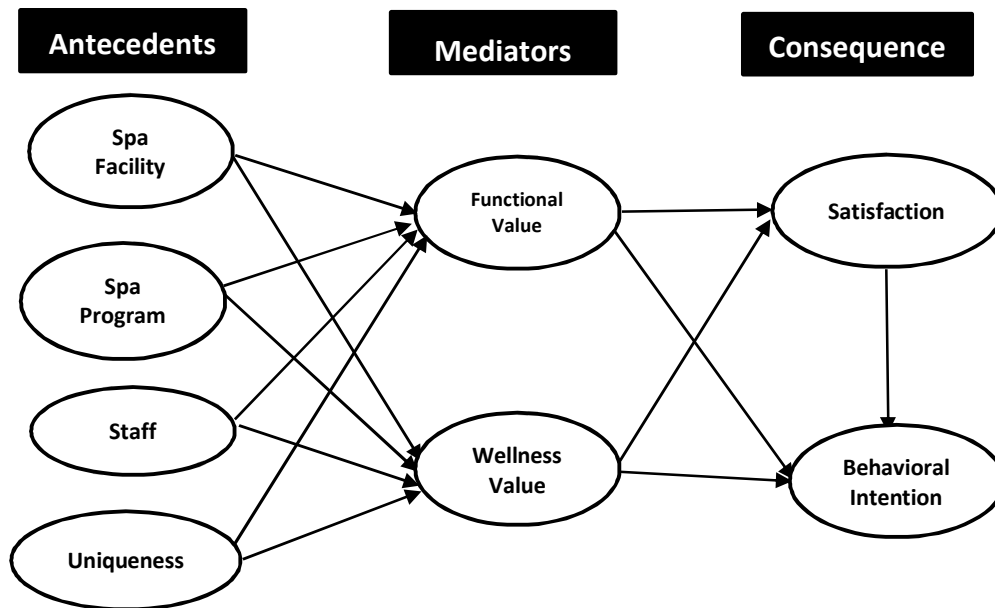 Antecedents
Mediators
Consequence
Spa
Facility
Functional
Value
Satisfaction
Spa
Program
Staff
Wellness
Value
Behavioral
Intention
Uniqueness